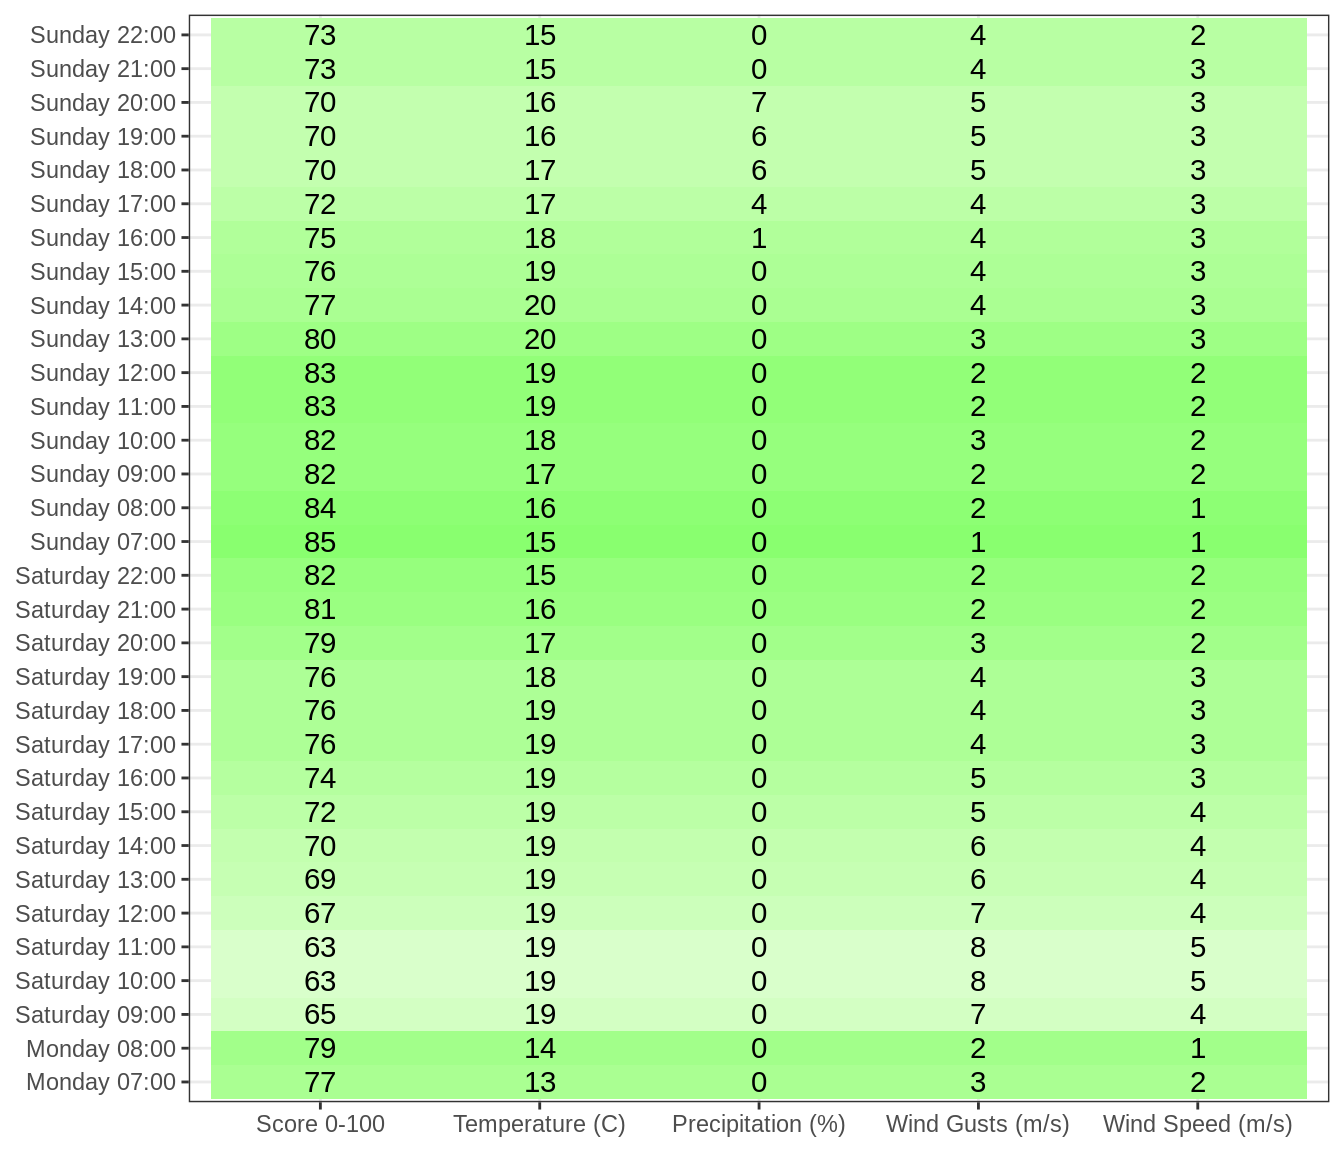 Sunday 22:00 73 15 0 4 2
Sunday 21:00 73 15 0 4 3
Sunday 20:00 70 16 7 5 3
Sunday 19:00 70 16 6 5 3
Sunday 18:00 70 17 6 5 3
Sunday 17:00 72 17 4 4 3
Sunday 16:00 75 18 1 4 3
Sunday 15:00 76 19 0 4 3
Sunday 14:00 77 20 0 4 3
Sunday 13:00 80 20 0 3 3
Sunday 12:00 83 19 0 2 2
Sunday 11:00 83 19 0 2 2
Sunday 10:00 82 18 0 3 2
Sunday 09:00 82 17 0 2 2
Sunday 08:00 84 16 0 2 1
Sunday 07:00 85 15 0 1 1
Saturday 22:00 82 15 0 2 2
Saturday 21:00 81 16 0 2 2
Saturday 20:00 79 17 0 3 2
Saturday 19:00 76 18 0 4 3
Saturday 18:00 76 19 0 4 3
Saturday 17:00 76 19 0 4 3
Saturday 16:00 74 19 0 5 3
Saturday 15:00 72 19 0 5 4
Saturday 14:00 70 19 0 6 4
Saturday 13:00 69 19 0 6 4
Saturday 12:00 67 19 0 7 4
Saturday 11:00 63 19 0 8 5
Saturday 10:00 63 19 0 8 5
Saturday 09:00 65 19 0 7 4
Monday 08:00 79 14 0 2 1
Monday 07:00 77 13 0 3 2
Score 0-100 Temperature (C) Precipitation (%) Wind Gusts (m/s) Wind Speed (m/s)